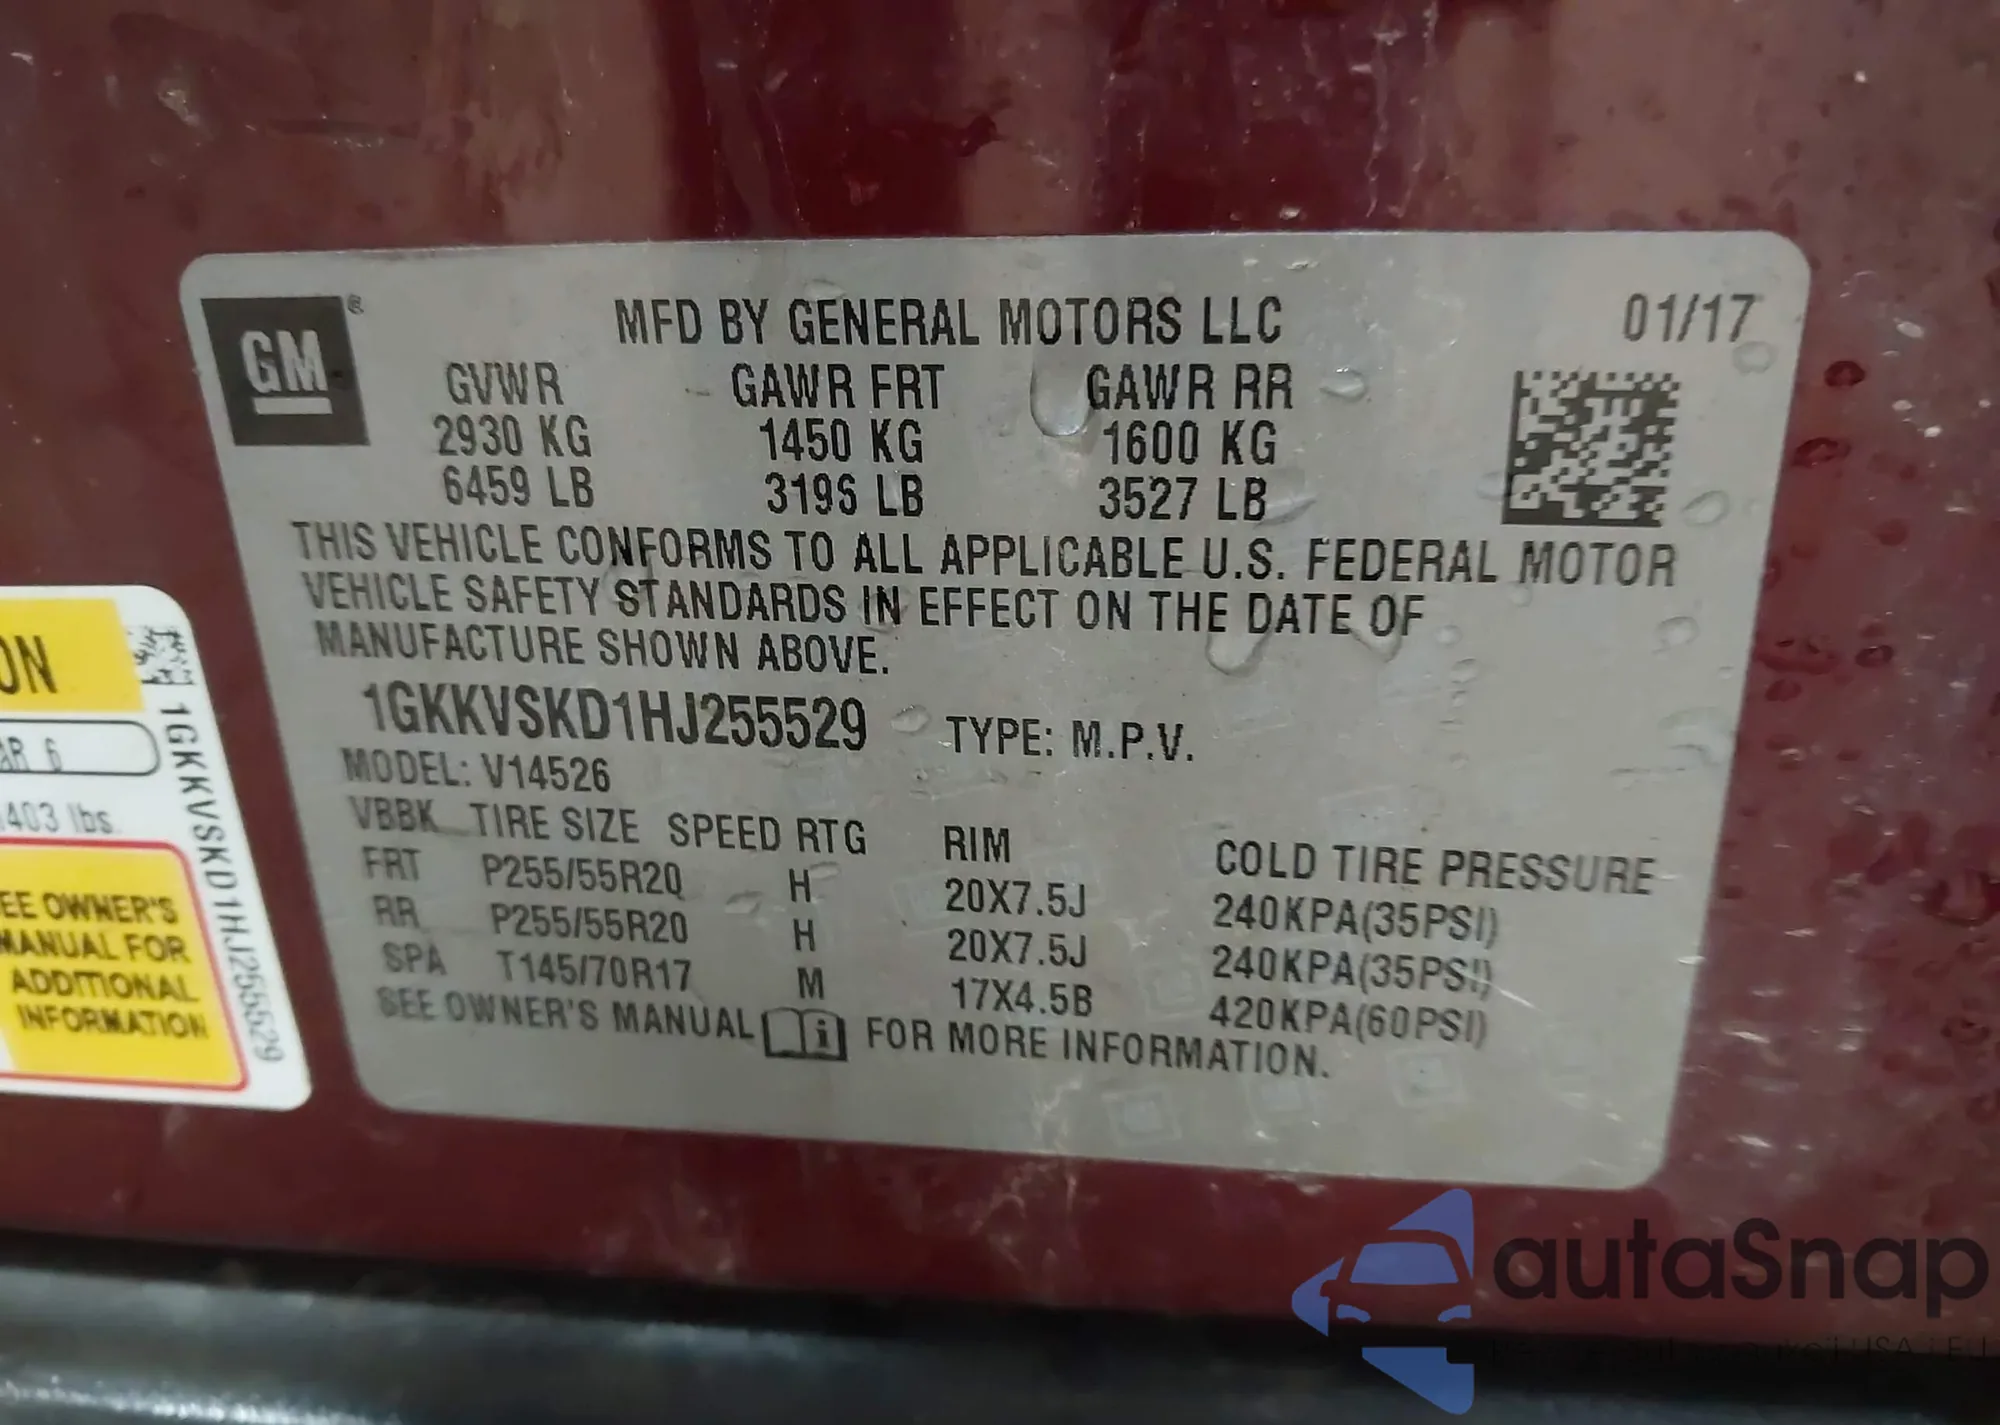 GM®
MFD BY GENERAL MOTORS LLC 01/17
GVWR GAWR FRT GAWR RR
2930 KG 1450 KG 1600 KG
6459 LB 3196 LB 3527 LB
THIS VEHICLE CONFORMS TO ALL APPLICABLE U.S. FEDERAL MOTOR
VEHICLE SAFETY STANDARDS IN EFFECT ON THE DATE OF
MANUFACTURE SHOWN ABOVE.
1GKKVSKD1HJ255529 TYPE: M.P.V.
MODEL: V14526
VBBK TIRE SIZE SPEED RTG RIM COLD TIRE PRESSURE
FRT P255/55R20 H 20X7.5J 240KPA(35PSI)
RR P255/55R20 H 20X7.5J 240KPA(35PSI)
SPA T145/70R17 M 17X4.5B 420KPA(60PSI)
SEE OWNER'S MANUAL FOR MORE INFORMATION.
ON
AR 6
403 lbs.
EE OWNER'S
MANUAL FOR
ADDITIONAL
INFORMATION
1GKKVSKD1HJ255529
autaSnap
USA i EU